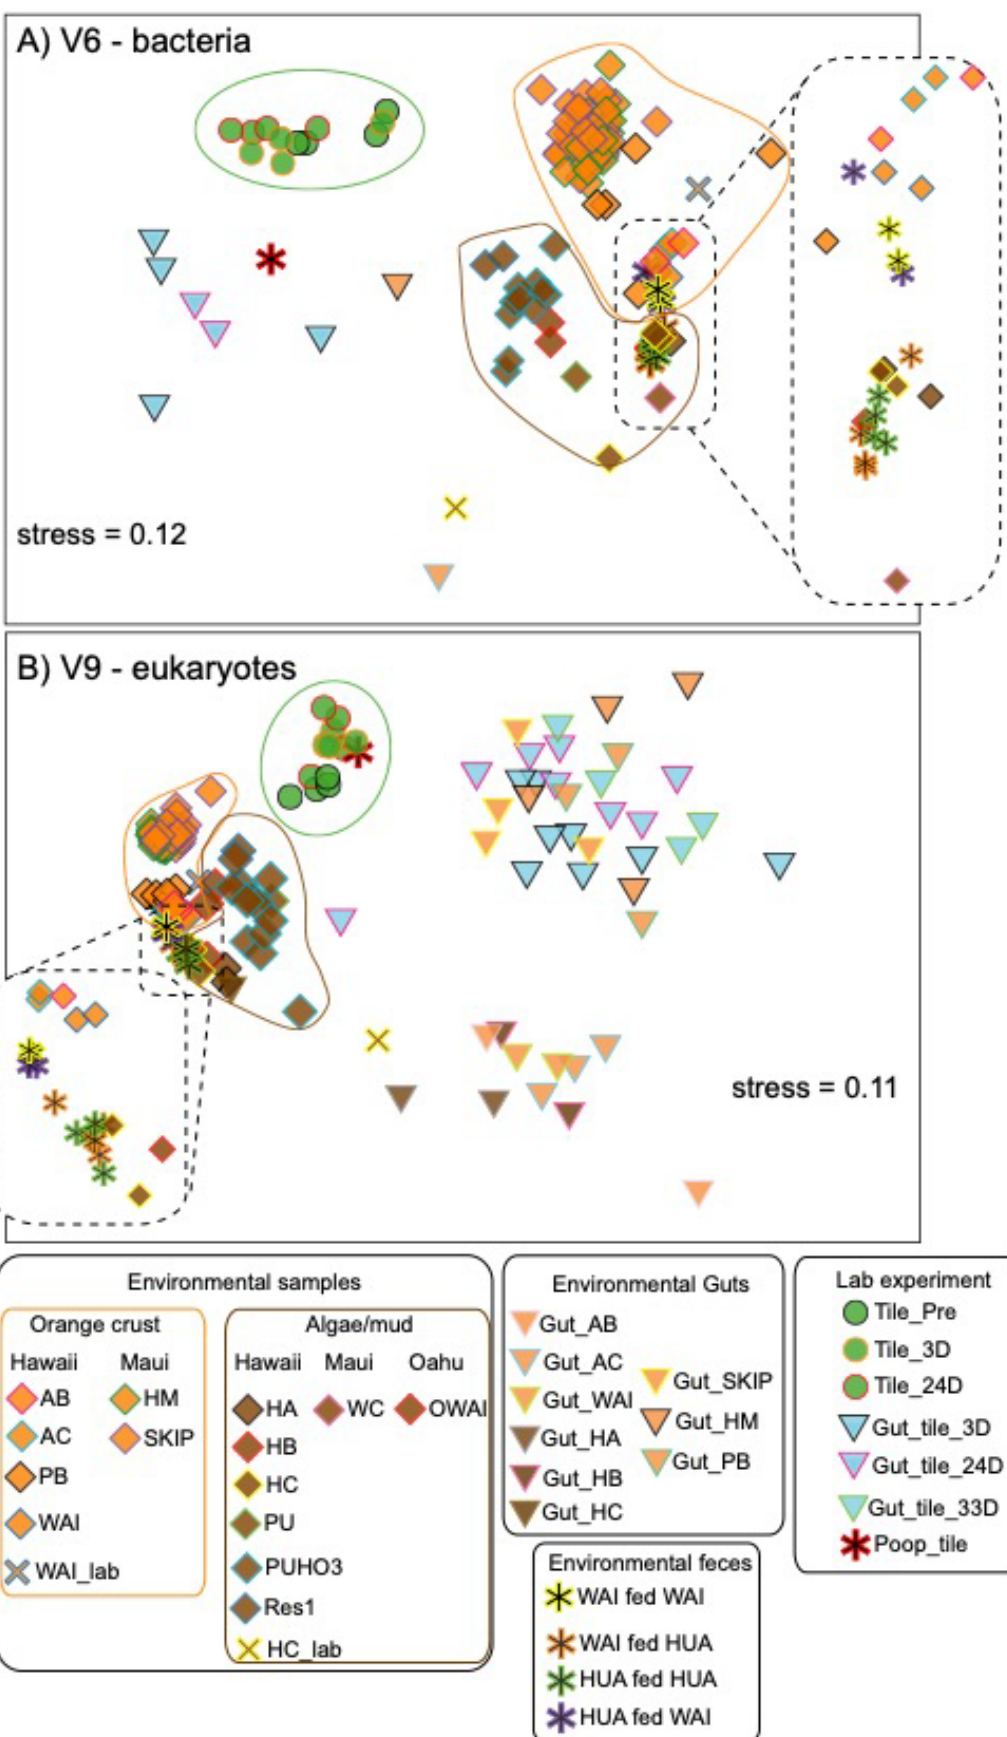 A) V6 - bacteria
stress = 0.12
B) V9 - eukaryotes
stress = 0.11
Environmental samples
Orange crust
Hawaii Maui
AB HM
AC SKIP
PB
WAI
WAI_lab
Algae/mud
Hawaii Maui Oahu
HA WC OWAI
HB
HC
PU
PUHO3
Res1
HC_lab
Environmental Guts
Gut_AB
Gut_AC
Gut_WAI
Gut_HA
Gut_HB
Gut_HC
Gut_SKIP
Gut_HM
Gut_PB
Environmental feces
WAI fed WAI
WAI fed HUA
HUA fed HUA
HUA fed WAI
Lab experiment
Tile_Pre
Tile_3D
Tile_24D
Gut_tile_3D
Gut_tile_24D
Gut_tile_33D
Poop_tile